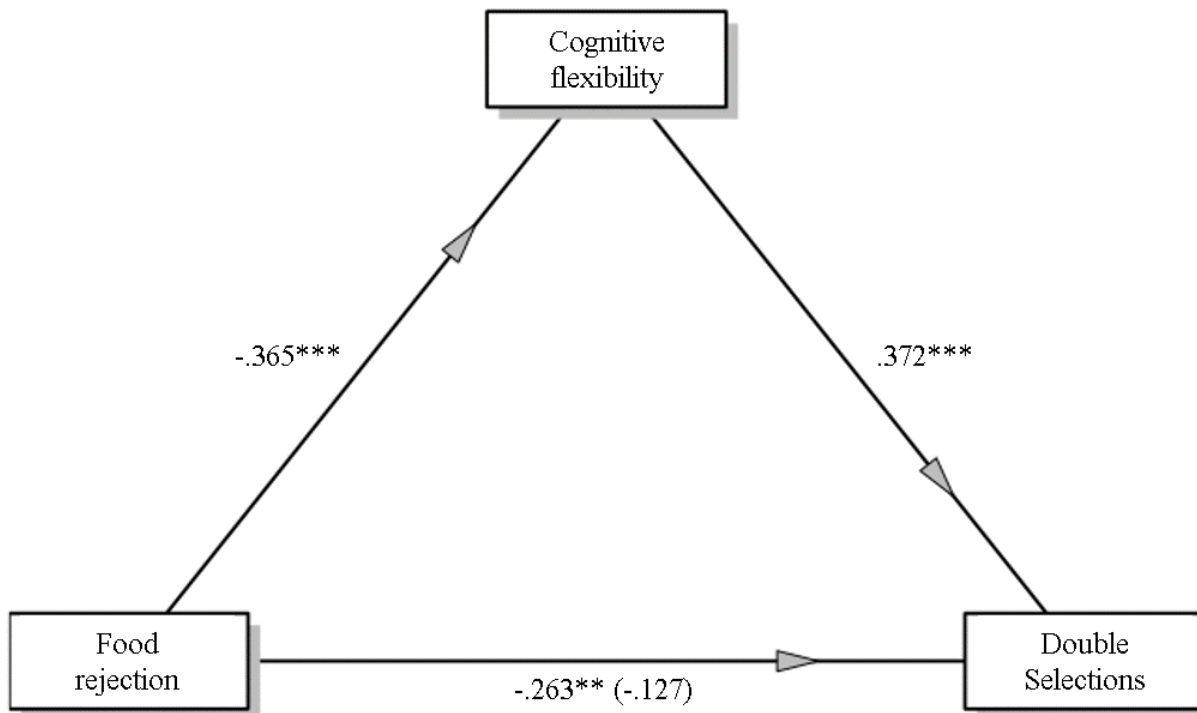 Cognitive
flexibility
-.365***
.372***
Food
rejection
-.263** (-.127)
Double
Selections